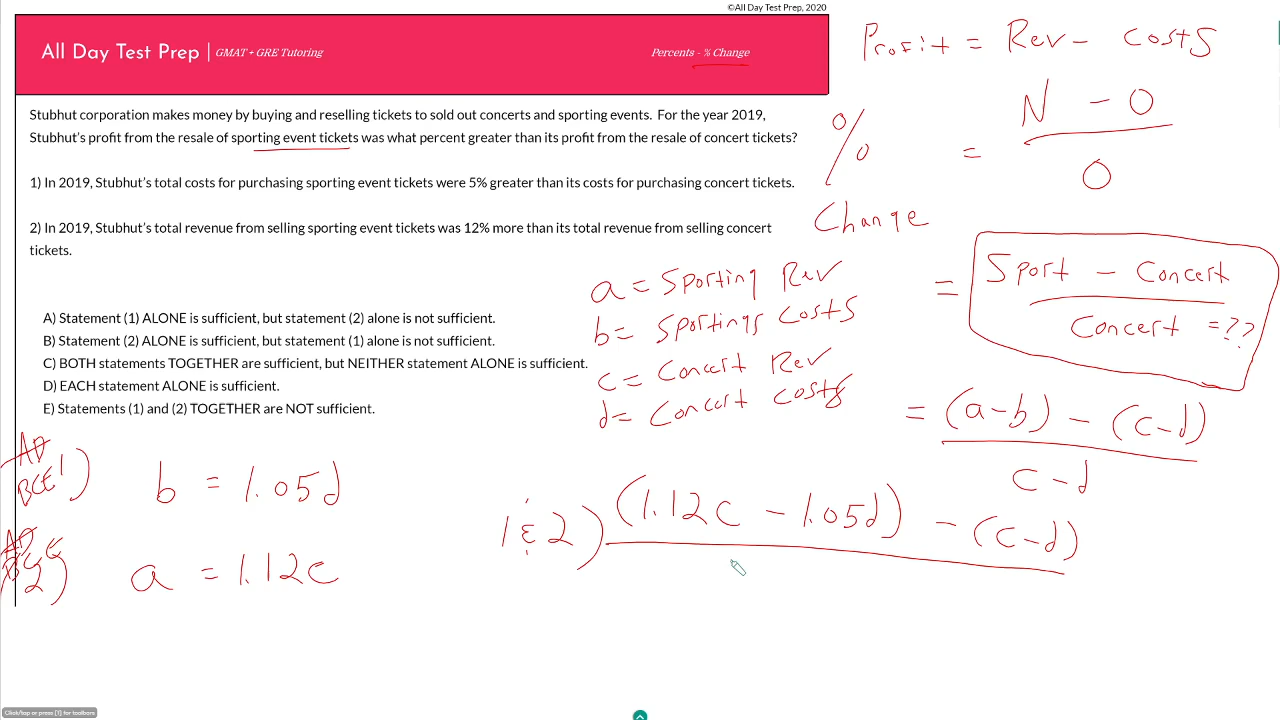 ©All Day Test Prep, 2020
All Day Test Prep | GMAT + GRE Tutoring
Percents - % Change
Stubhut corporation makes money by buying and reselling tickets to sold out concerts and sporting events. For the year 2019,
Stubhut's profit from the resale of sporting event tickets was what percent greater than its profit from the resale of concert tickets?
1) In 2019, Stubhut's total costs for purchasing sporting event tickets were 5% greater than its costs for purchasing concert tickets.
2) In 2019, Stubhut's total revenue from selling sporting event tickets was 12% more than its total revenue from selling concert
tickets.
A) Statement (1) ALONE is sufficient, but statement (2) alone is not sufficient.
B) Statement (2) ALONE is sufficient, but statement (1) alone is not sufficient.
C) BOTH statements TOGETHER are sufficient, but NEITHER statement ALONE is sufficient.
D) EACH statement ALONE is sufficient.
E) Statements (1) and (2) TOGETHER are NOT sufficient.
Profit = Rev - costs
% Change = N - O
O
= Sport - Concert
Concert = ??
a = Sporting Rev
b = Sportings costs
c = Concert Rev
d = Concert costs
= (a-b) - (c-d)
c-d
AD
BCE
1) b = 1.05d
AD
2) a = 1.12c
1 & 2) (1.12c - 1.05d) - (c-d)
Click/tap or press [?] for toolbars